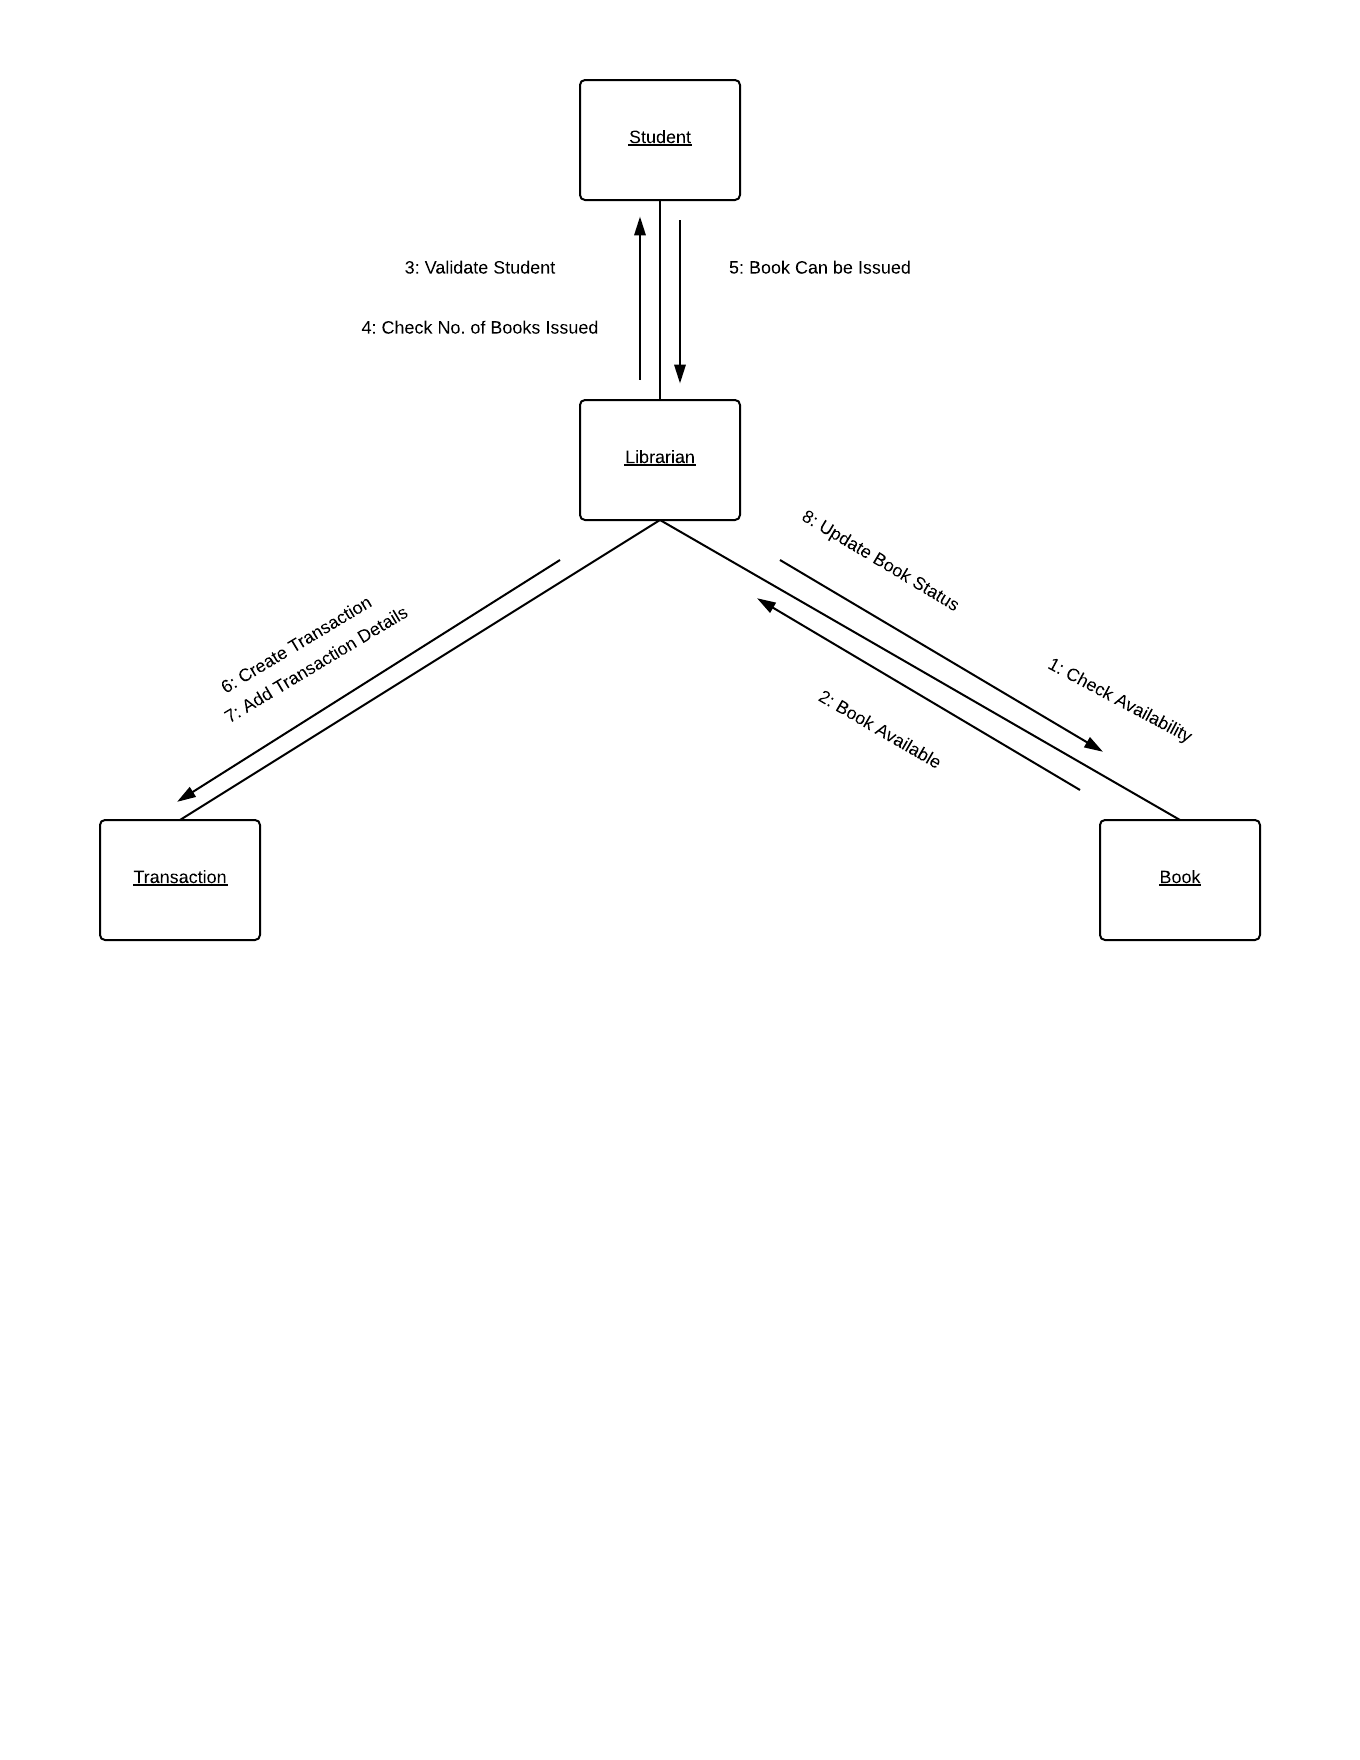 Student
3: Validate Student
5: Book Can be Issued
4: Check No. of Books Issued
Librarian
8: Update Book Status
6: Create Transaction
7: Add Transaction Details
1: Check Availability
2: Book Available
Transaction
Book